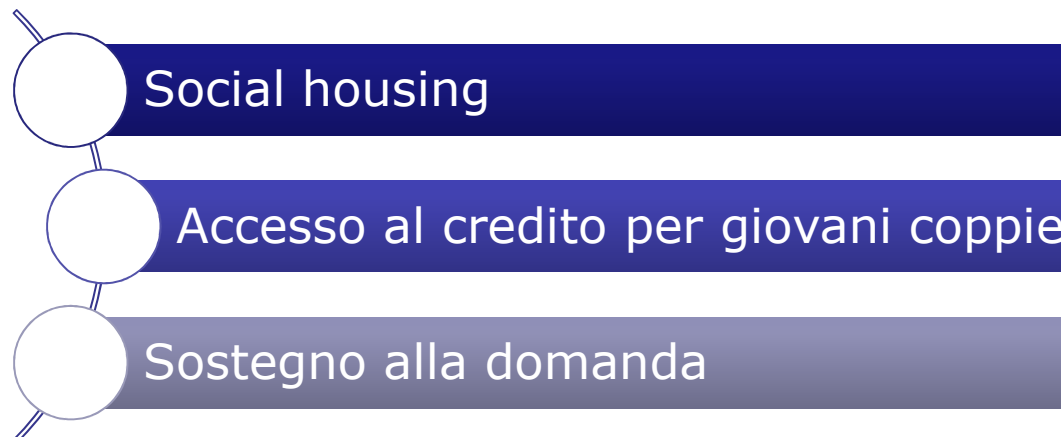 Social housing
Accesso al credito per giovani coppie
Sostegno alla domanda